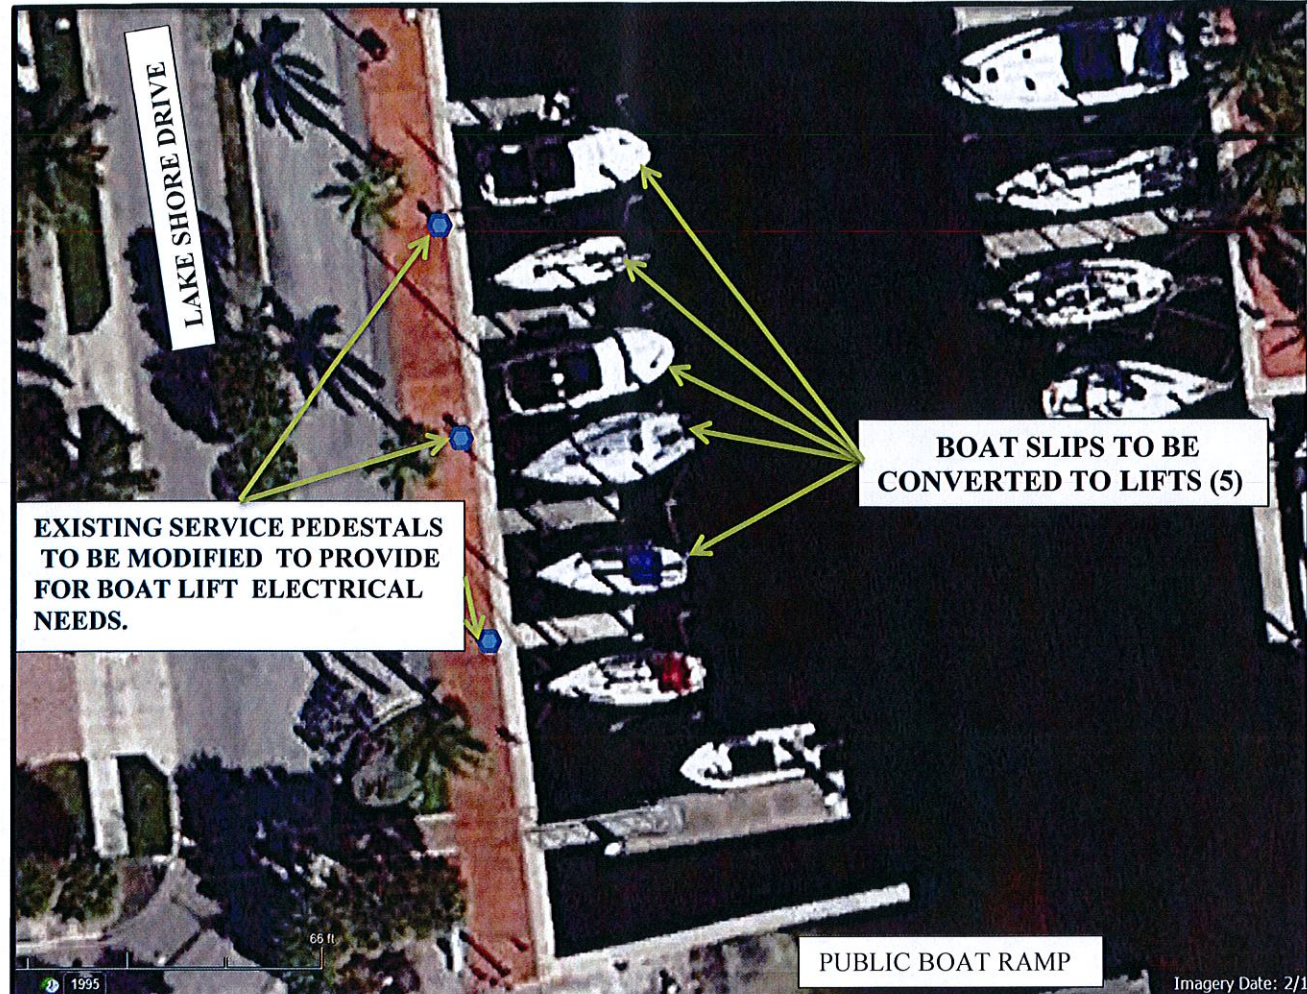 LAKE SHORE DRIVE
BOAT SLIPS TO BE
CONVERTED TO LIFTS (5)
EXISTING SERVICE PEDESTALS
TO BE MODIFIED TO PROVIDE
FOR BOAT LIFT ELECTRICAL
NEEDS.
66 ft
PUBLIC BOAT RAMP
1995
Imagery Date: 2/1